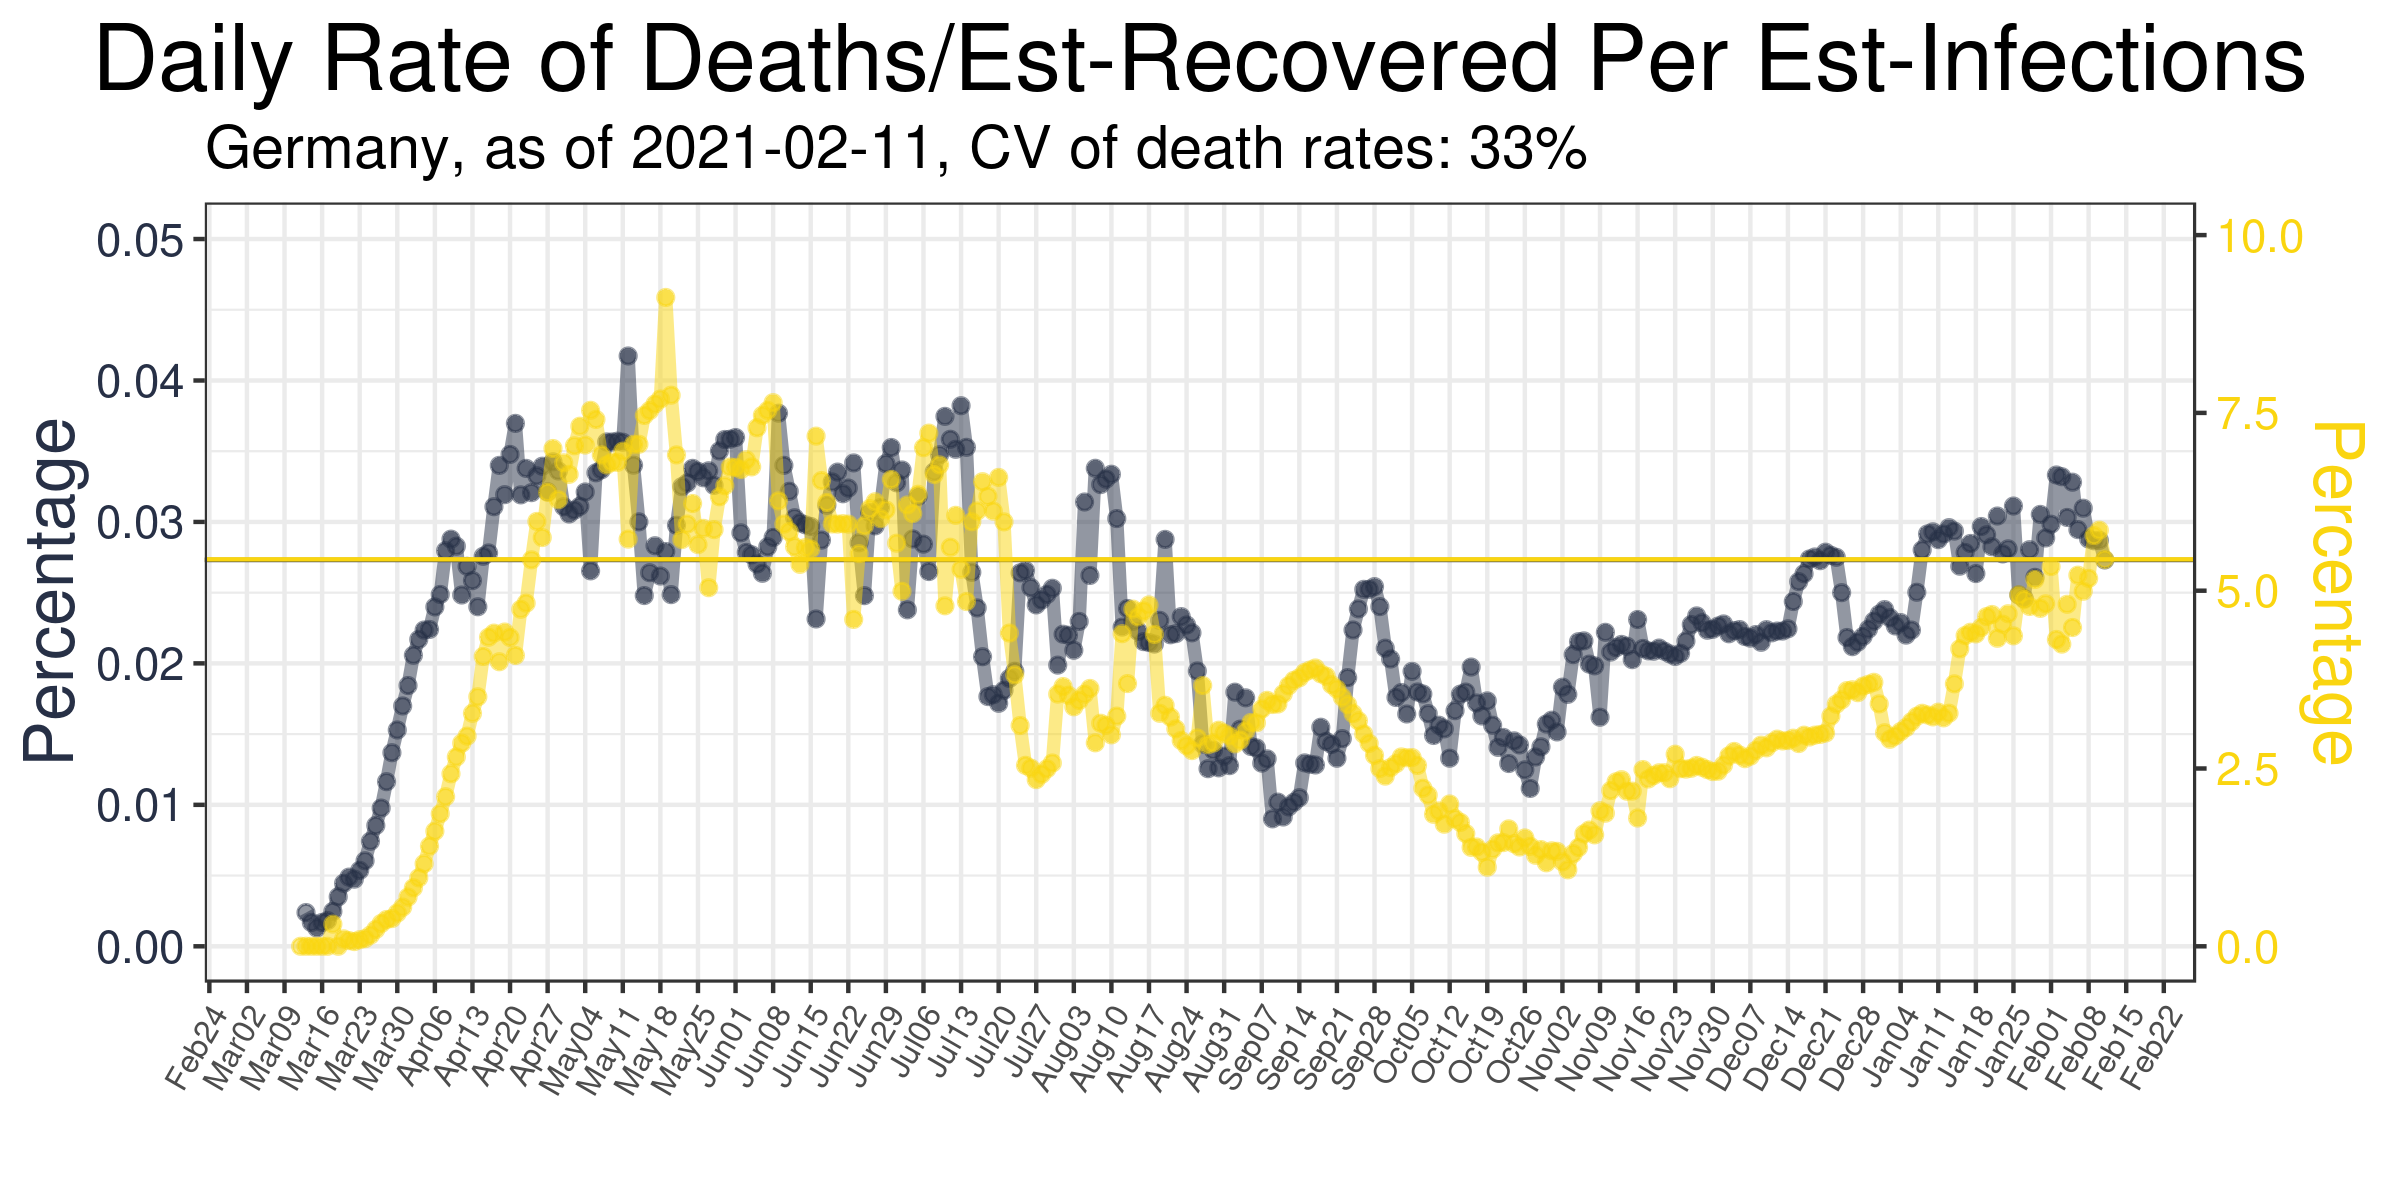 Daily Rate of Deaths/Est-Recovered Per Est-Infections
Germany, as of 2021-02-11, CV of death rates: 33%
Percentage
0.05
0.04
0.03
0.02
0.01
0.00
10.0
7.5
5.0
2.5
0.0
Percentage
Feb24
Mar02
Mar09
Mar16
Mar23
Mar30
Apr06
Apr13
Apr20
Apr27
May04
May11
May18
May25
Jun01
Jun08
Jun15
Jun22
Jun29
Jul06
Jul13
Jul20
Jul27
Aug03
Aug10
Aug17
Aug24
Aug31
Sep07
Sep14
Sep21
Sep28
Oct05
Oct12
Oct19
Oct26
Nov02
Nov09
Nov16
Nov23
Nov30
Dec07
Dec14
Dec21
Dec28
Jan04
Jan11
Jan18
Jan25
Feb01
Feb08
Feb15
Feb22